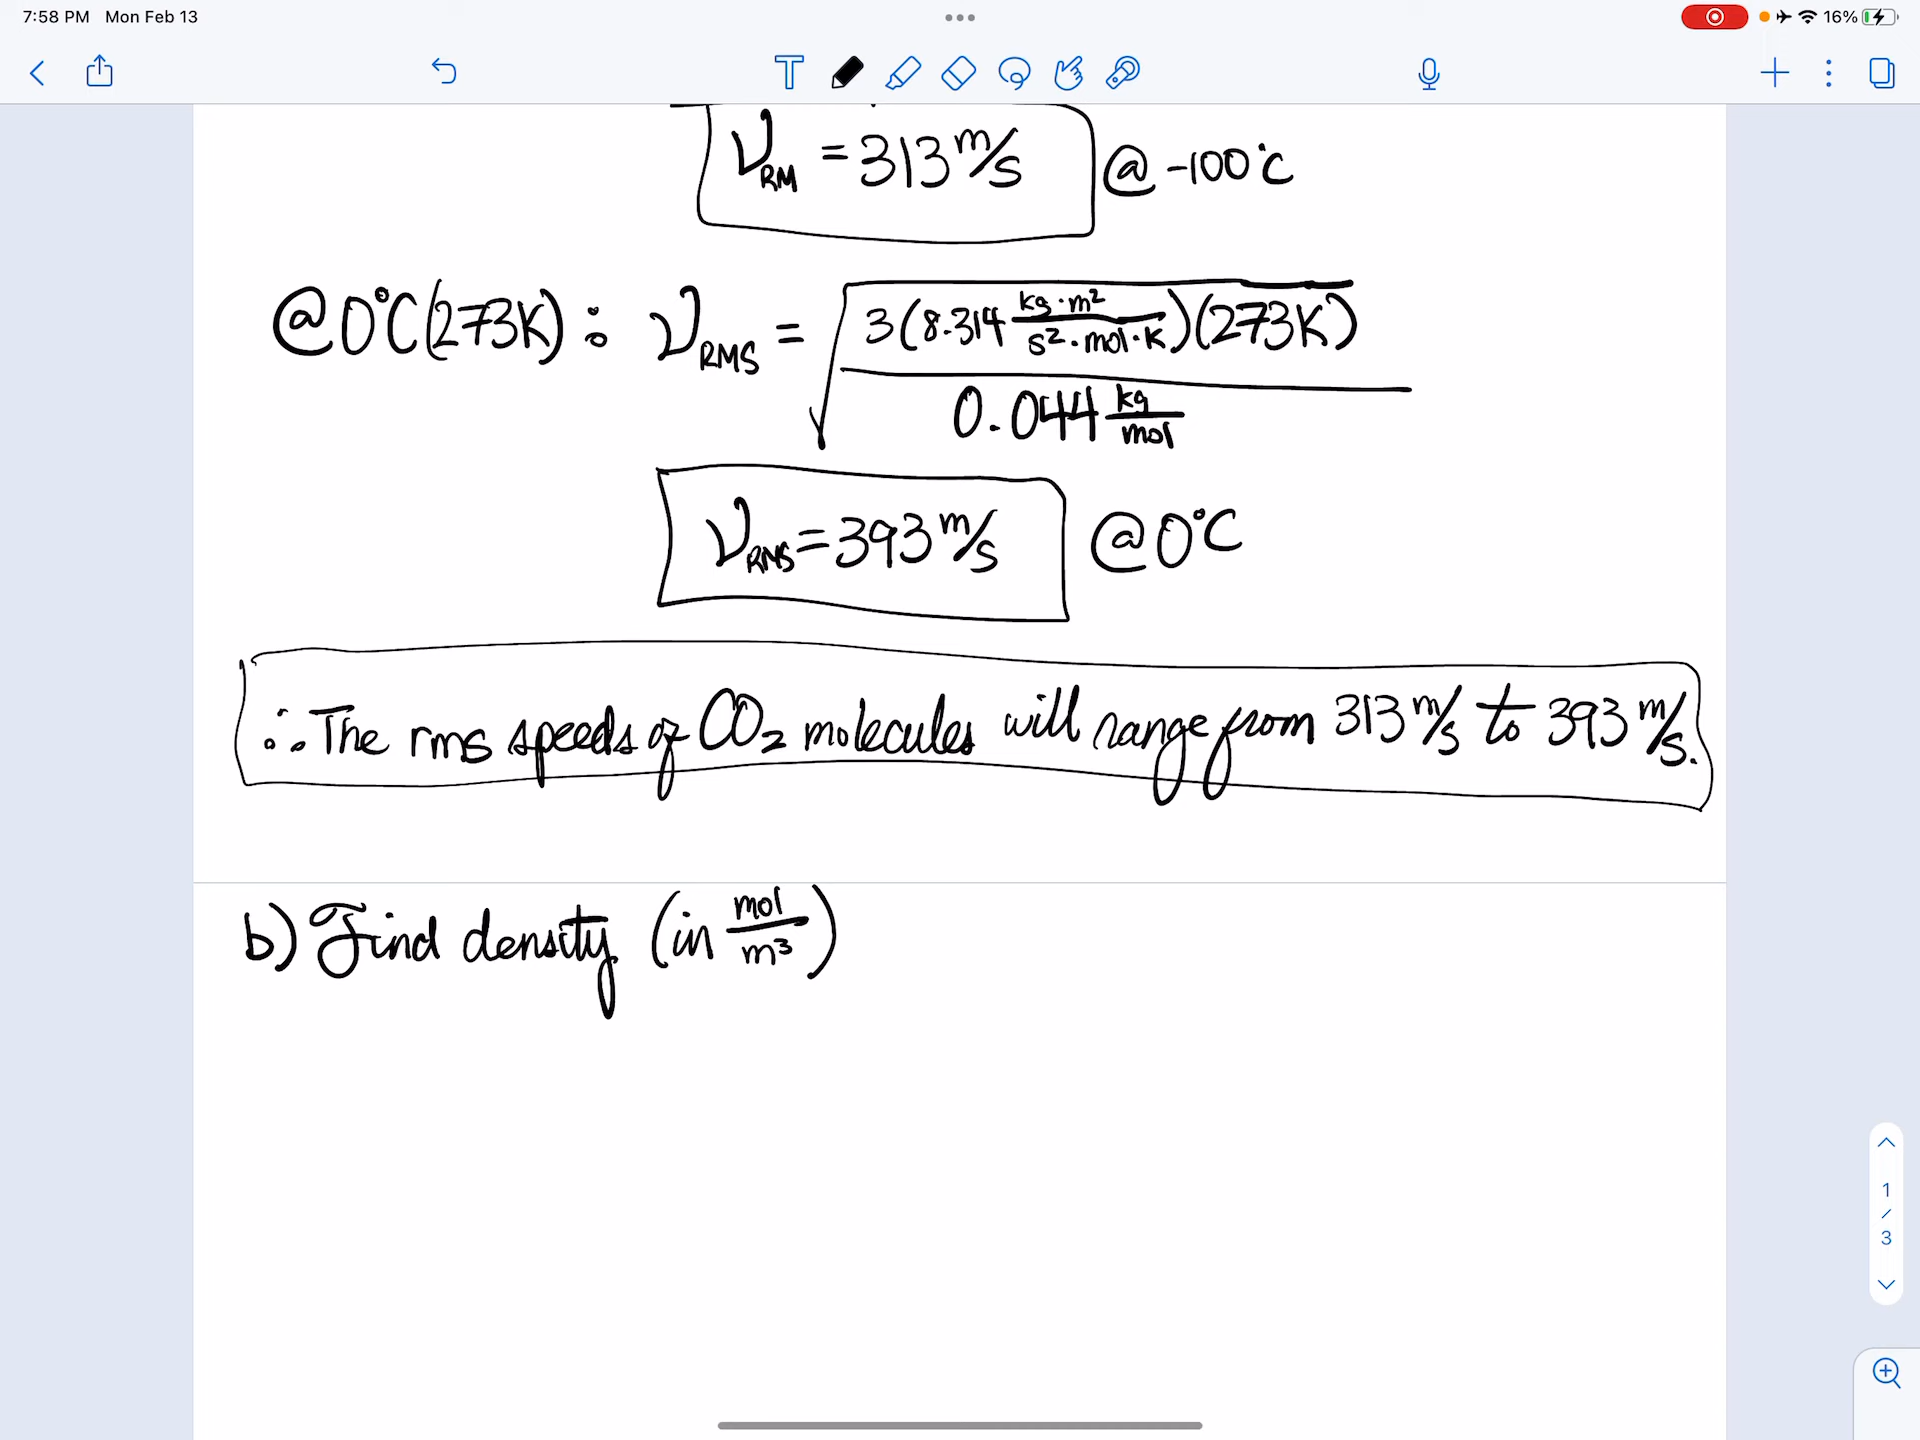 7:58 PM Mon Feb 13
16%
V_RM = 313 m/s @ -100°C
@ 0°C (273K): V_RMS = √(3(8.314 kg·m²/s²·mol·K)(273K) / 0.044 kg/mol)
V_RMS = 393 m/s @ 0°C
∴ The rms speeds of CO₂ molecules will range from 313 m/s to 393 m/s.
b) Find density (in mol/m³)
1
/
3